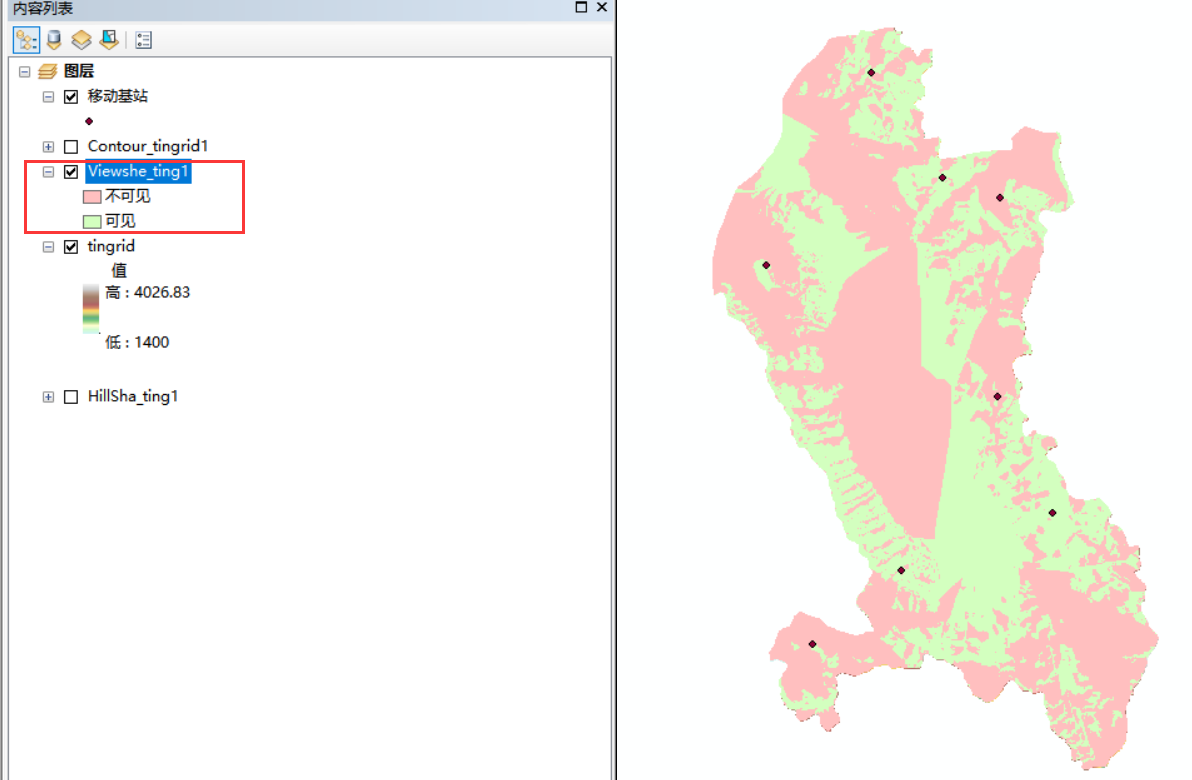 内容列表
图层
移动基站
Contour_tingrid1
Viewshe_ting1
不可见
可见
tingrid
值
高 : 4026.83
低 : 1400
HillSha_ting1